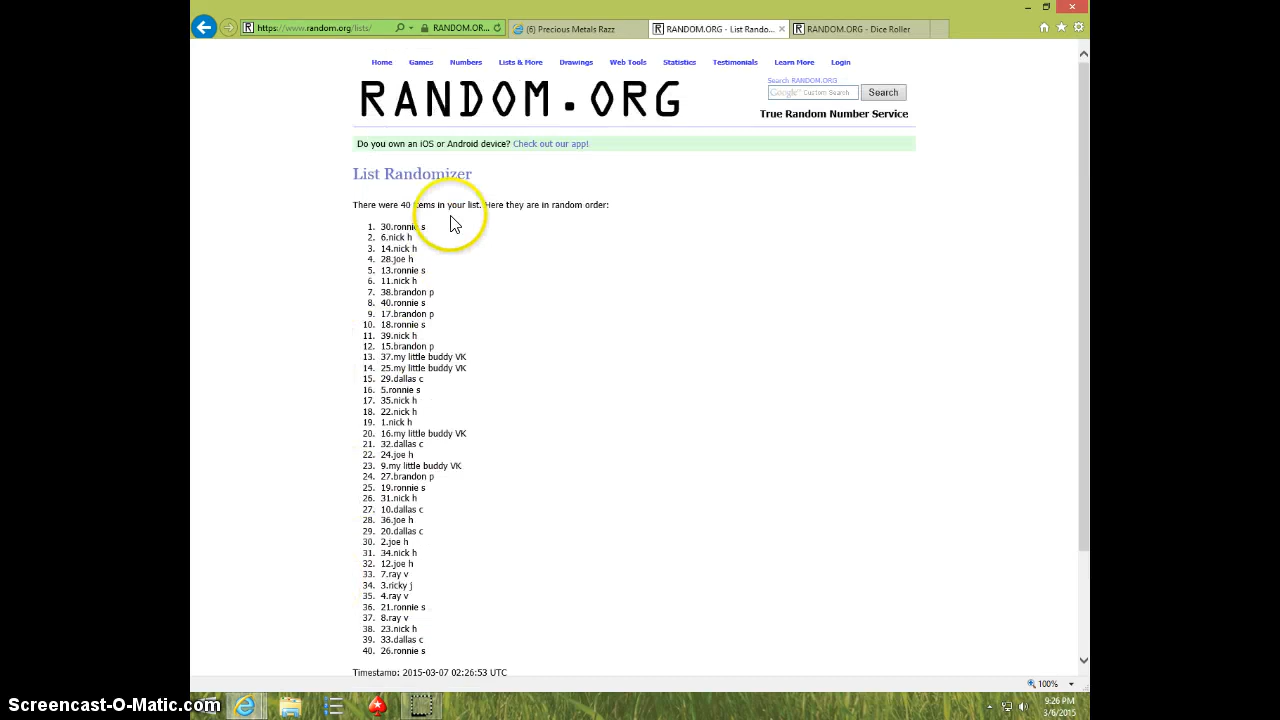 https://www.random.org/lists/
RANDOM.OR...
(6) Precious Metals Razz
RANDOM.ORG - List Rando...
RANDOM.ORG - Dice Roller
Home Games Numbers Lists & More Drawings Web Tools Statistics Testimonials Learn More Login
Search RANDOM.ORG
Google Custom Search Search
RANDOM.ORG
True Random Number Service
Do you own an iOS or Android device? Check out our app!
List Randomizer
There were 40 items in your list. Here they are in random order:
1. 30.ronnie s
2. 6.nick h
3. 14.nick h
4. 28.joe h
5. 13.ronnie s
6. 11.nick h
7. 38.brandon p
8. 40.ronnie s
9. 17.brandon p
10. 18.ronnie s
11. 39.nick h
12. 15.brandon p
13. 37.my little buddy VK
14. 25.my little buddy VK
15. 29.dallas c
16. 5.ronnie s
17. 35.nick h
18. 22.nick h
19. 1.nick h
20. 16.my little buddy VK
21. 32.dallas c
22. 24.joe h
23. 9.my little buddy VK
24. 27.brandon p
25. 19.ronnie s
26. 31.nick h
27. 10.dallas c
28. 36.joe h
29. 20.dallas c
30. 2.joe h
31. 34.nick h
32. 12.joe h
33. 7.ray v
34. 3.ricky j
35. 4.ray v
36. 21.ronnie s
37. 8.ray v
38. 23.nick h
39. 33.dallas c
40. 26.ronnie s
Timestamp: 2015-03-07 02:26:53 UTC
100%
9:26 PM
3/6/2015
Screencast-O-Matic.com